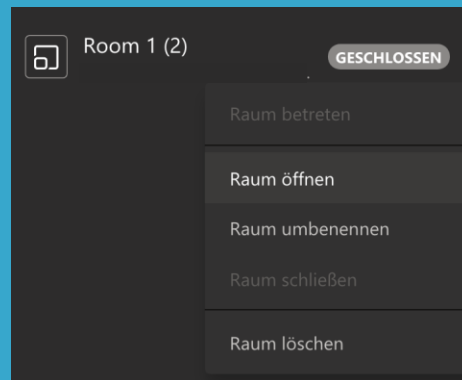 Room 1 (2)
GESCHLOSSEN
Raum betreten
Raum öffnen
Raum umbenennen
Raum schließen
Raum löschen